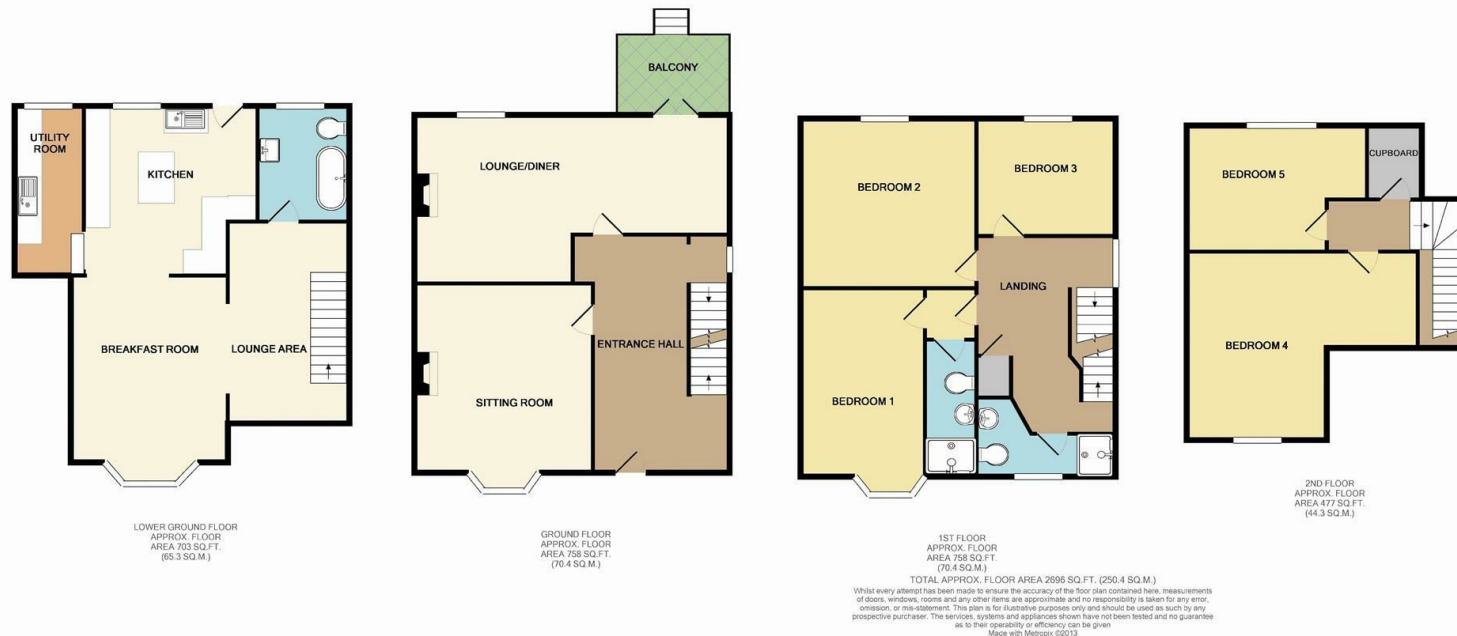 UTILITY
ROOM
KITCHEN
BREAKFAST ROOM
LOUNGE AREA
LOWER GROUND FLOOR
APPROX. FLOOR
AREA 703 SQ.FT.
(65.3 SQ.M.)
BALCONY
LOUNGE/DINER
ENTRANCE HALL
SITTING ROOM
GROUND FLOOR
APPROX. FLOOR
AREA 758 SQ.FT.
(70.4 SQ.M.)
BEDROOM 2
BEDROOM 3
LANDING
BEDROOM 1
1ST FLOOR
APPROX. FLOOR
AREA 758 SQ.FT.
(70.4 SQ.M.)
BEDROOM 5
CUPBOARD
BEDROOM 4
2ND FLOOR
APPROX. FLOOR
AREA 477 SQ.FT.
(44.3 SQ.M.)
TOTAL APPROX. FLOOR AREA 2696 SQ.FT. (250.4 SQ.M.)
Whilst every attempt has been made to ensure the accuracy of the floor plan contained here, measurements
of doors, windows, rooms and any other items are approximate and no responsibility is taken for any error,
omission, or mis-statement. This plan is for illustrative purposes only and should be used as such by any
prospective purchaser. The services, systems and appliances shown have not been tested and no guarantee
as to their operability or efficiency can be given
Made with Metropix ©2013